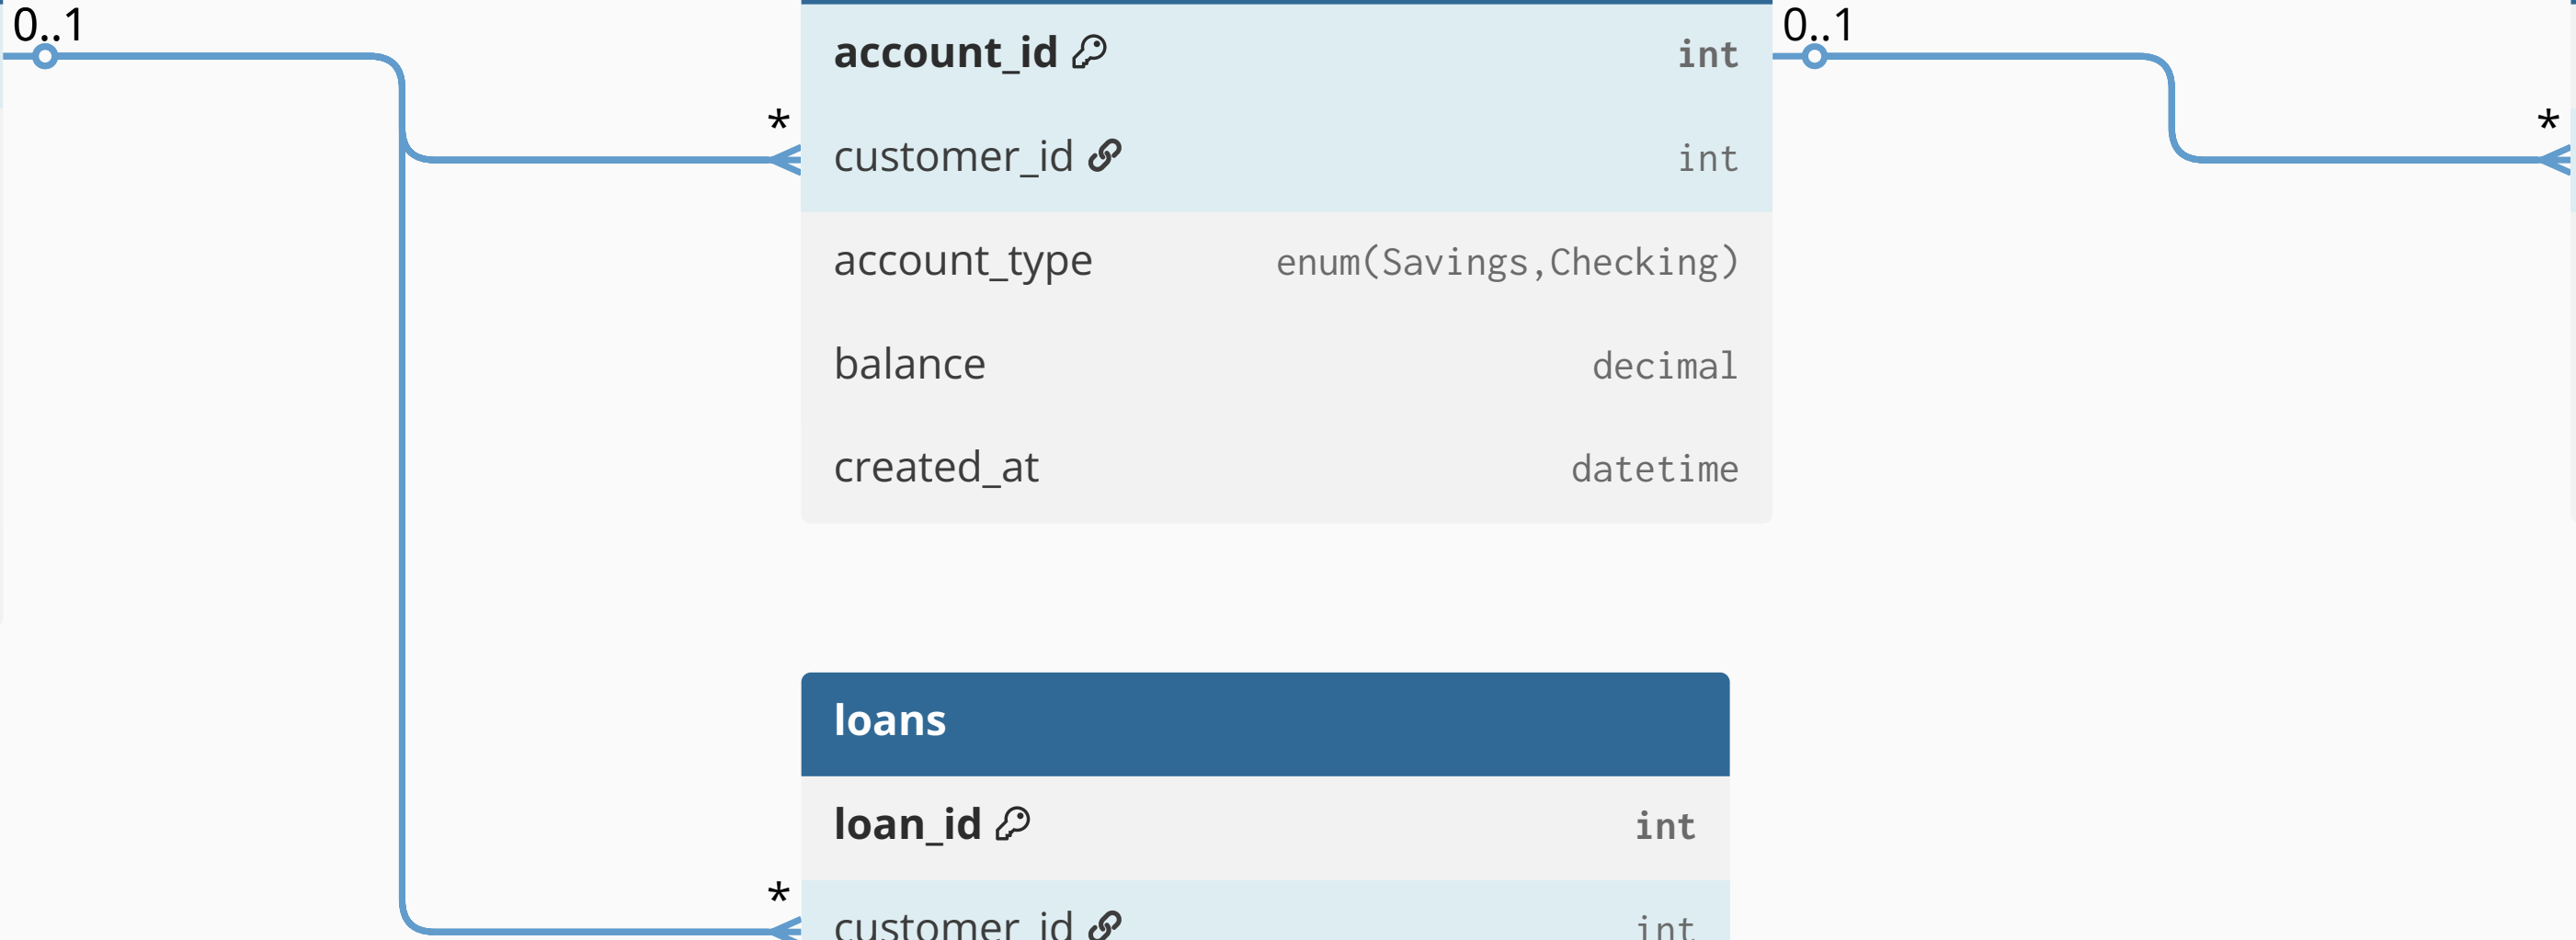 0..1
account_id int
0..1
*
customer_id int
*
account_type enum(Savings,Checking)
balance decimal
created_at datetime
loans
loan_id int
*
customer_id int